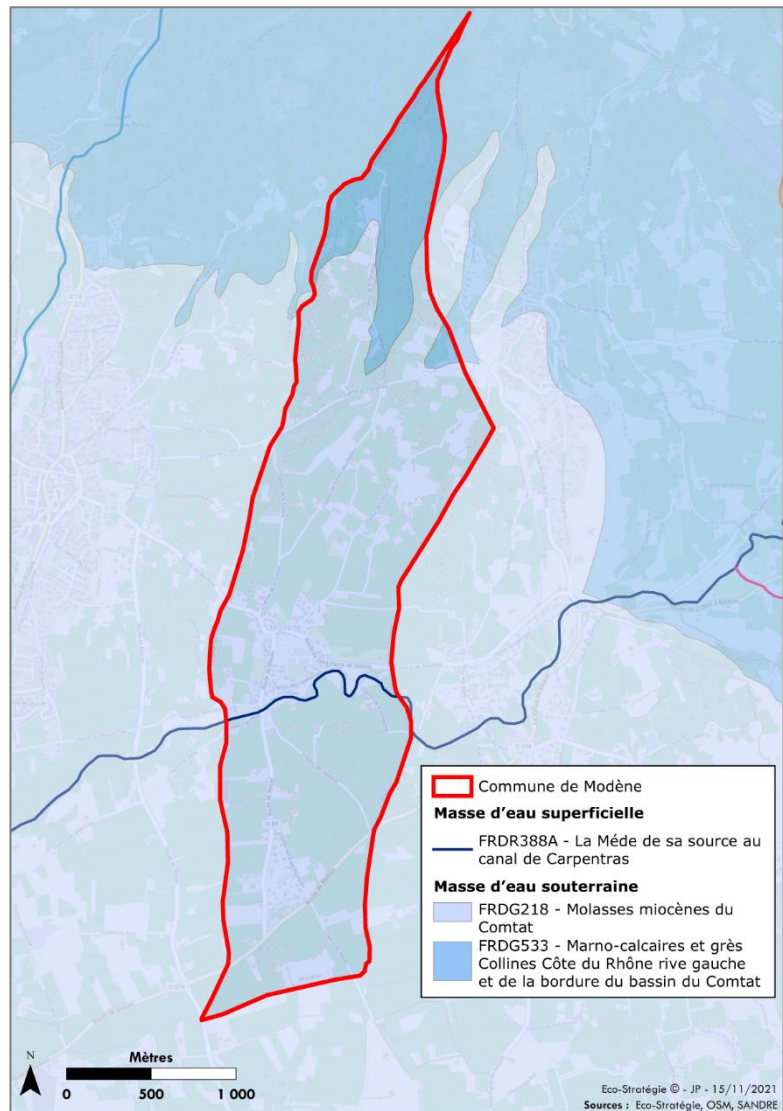 Modène
D 974
D 974
Commune de Modène
Masse d'eau superficielle
FRDR388A - La Méde de sa source au
canal de Carpentras
Masse d'eau souterraine
FRDG218 - Molasses miocènes du
Comtat
FRDG533 - Marno-calcaires et grès
Collines Côte du Rhône rive gauche
et de la bordure du bassin du Comtat
N
Mètres
0 500 1 000
Eco-Stratégie © - JP - 15/11/2021
Sources : Eco-Stratégie, OSM, SANDRE